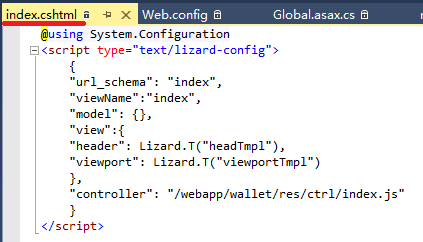 index.cshtml Web.config Global.asax.cs
@using System.Configuration
<script type="text/lizard-config">
{
"url_schema": "index",
"viewName":"index",
"model": {},
"view":{
"header": Lizard.T("headTmpl"),
"viewport": Lizard.T("viewportTmpl")
},
"controller": "/webapp/wallet/res/ctrl/index.js"
}
</script>